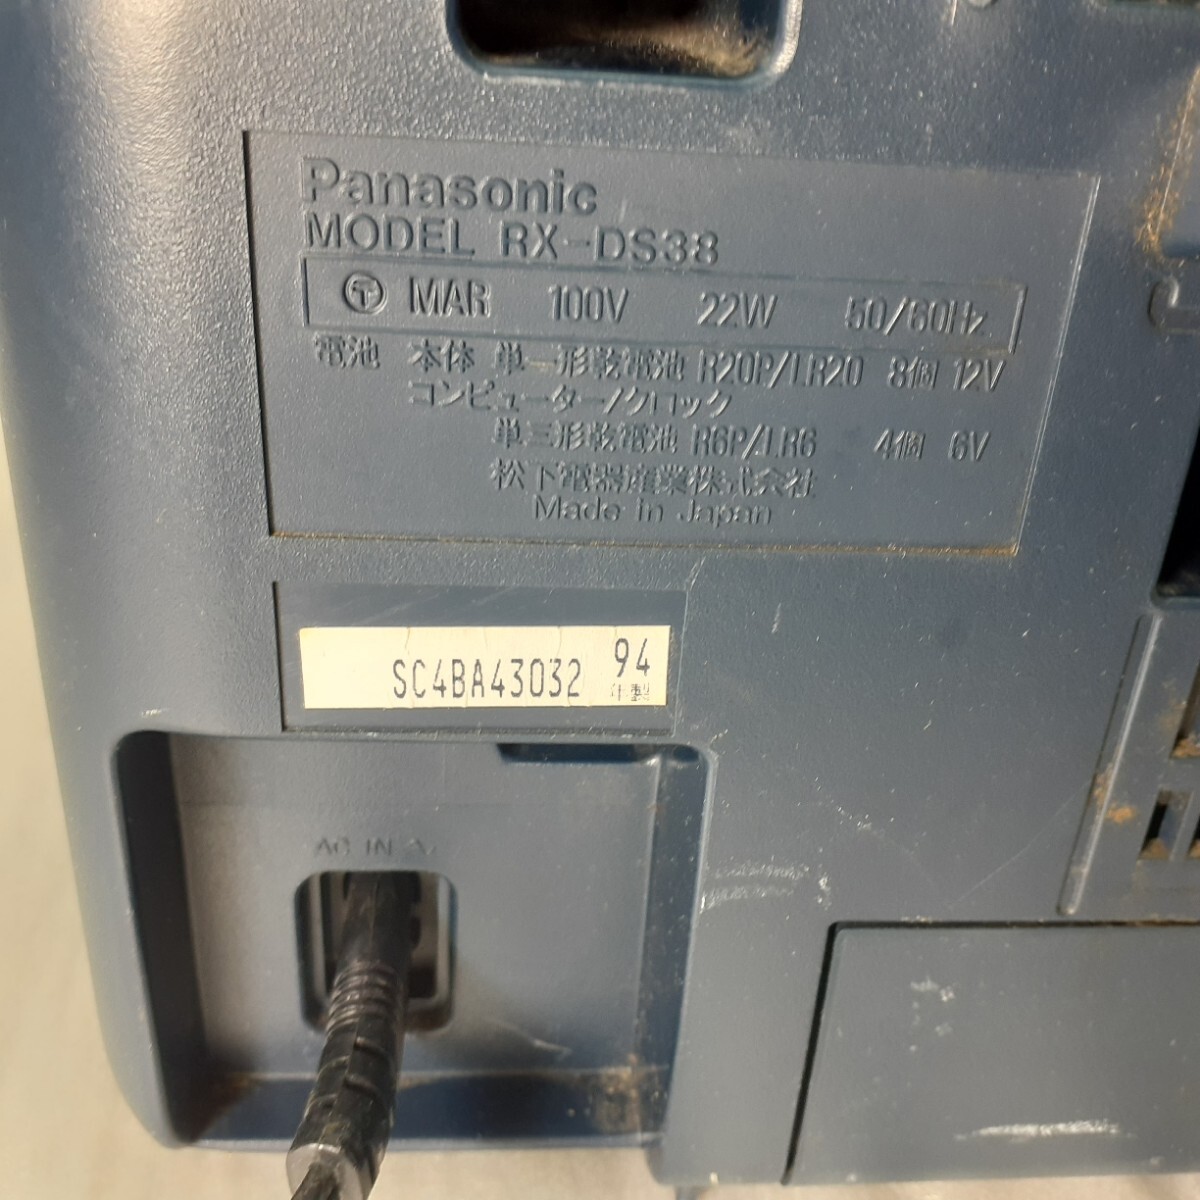 Panasonic
MODEL RX-DS38
Ⓣ MAR 100V 22W 50/60Hz
電池 本体 単一形乾電池 R20P/LR20 8個 12V
コンピューター/クロック
単三形乾電池 R6P/LR6 4個 6V
松下電器産業株式会社
Made in Japan
SC4BA43032 94
年製
AC IN ~